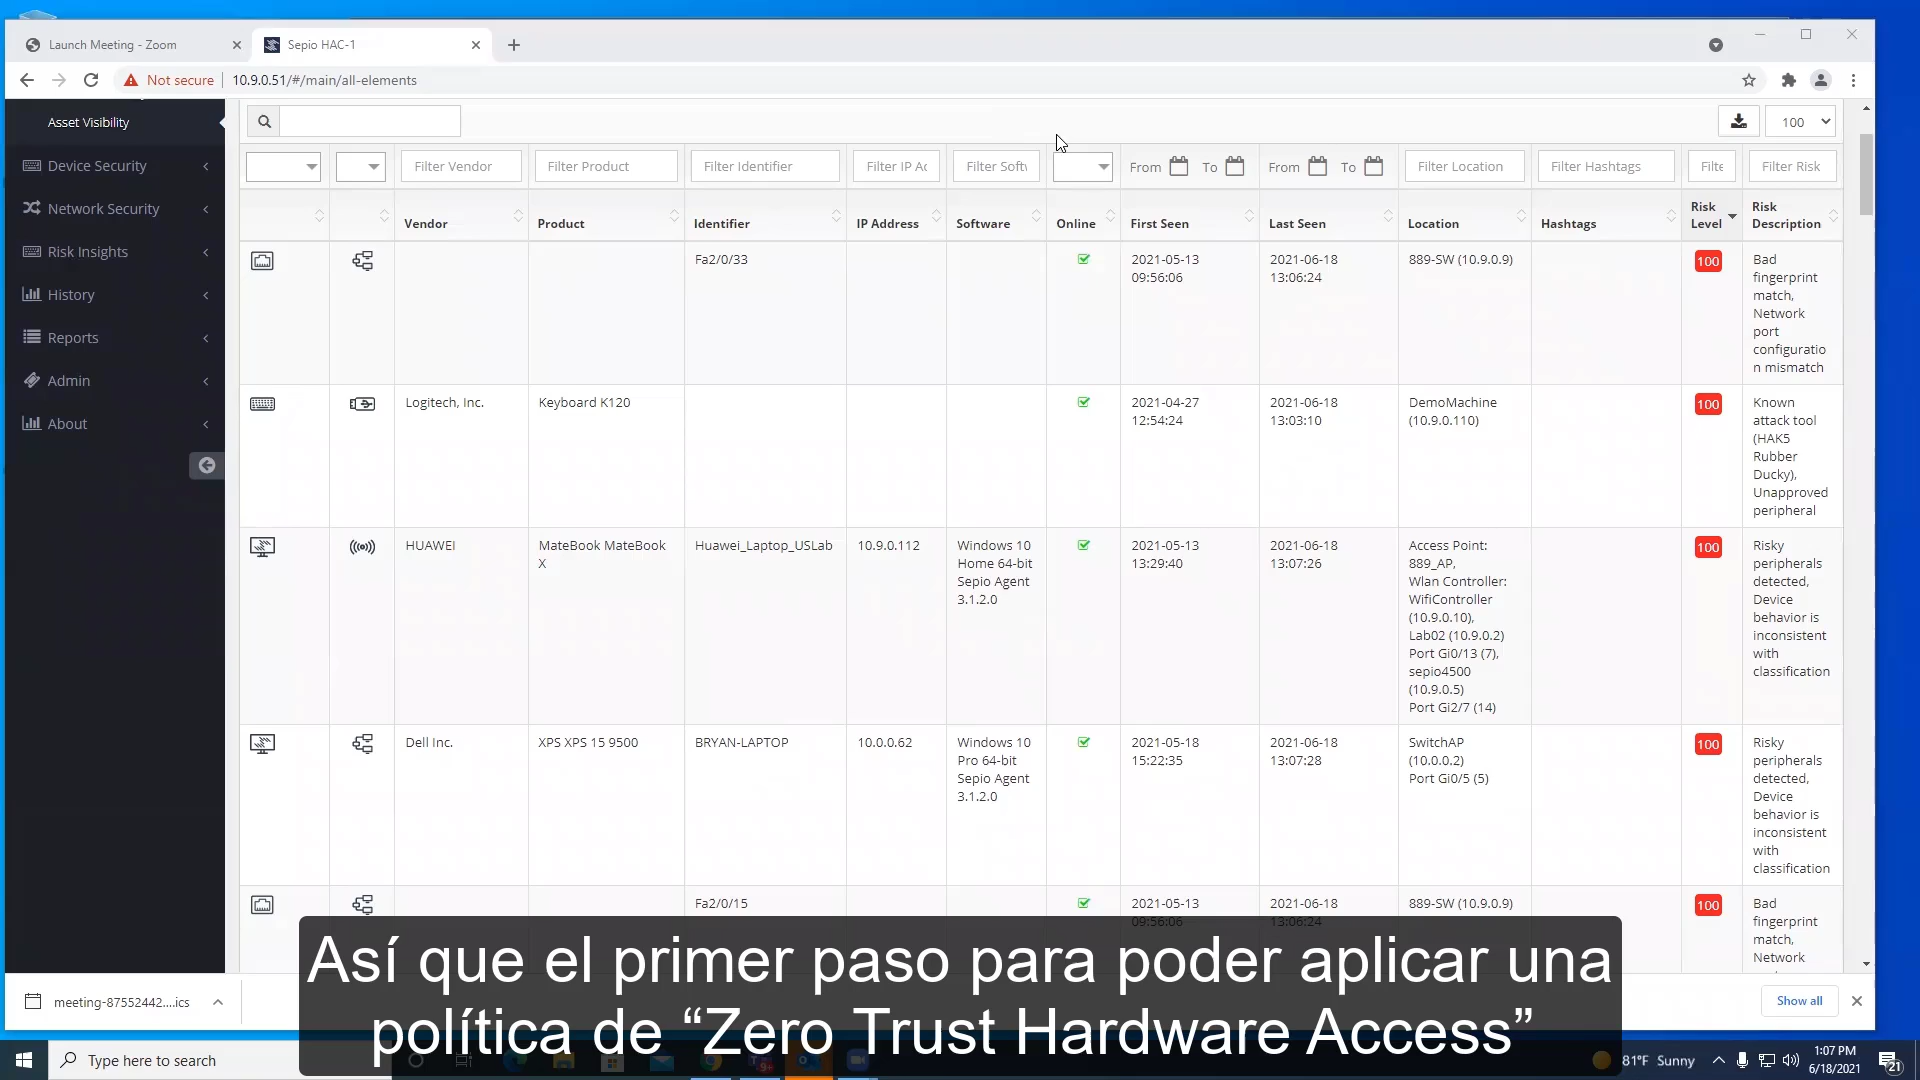 Launch Meeting - Zoom
Sepio HAC-1
Not secure
10.9.0.51/#/main/all-elements
Asset Visibility
Device Security
Network Security
Risk Insights
History
Reports
Admin
About
100
Filter Vendor
Filter Product
Filter Identifier
Filter IP Ac
Filter Soft
From
To
From
To
Filter Location
Filter Hashtags
Filte
Filter Risk
Vendor
Product
Identifier
IP Address
Software
Online
First Seen
Last Seen
Location
Hashtags
Risk
Level
Risk
Description
Fa2/0/33
2021-05-13
09:56:06
2021-06-18
13:06:24
889-SW (10.9.0.9)
100
Bad
fingerprint
match,
Network
port
configuratio
n mismatch
Logitech, Inc.
Keyboard K120
2021-04-27
12:54:24
2021-06-18
13:03:10
DemoMachine
(10.9.0.110)
100
Known
attack tool
(HAK5
Rubber
Ducky),
Unapproved
peripheral
HUAWEI
MateBook MateBook
X
Huawei_Laptop_USLab
10.9.0.112
Windows 10
Home 64-bit
Sepio Agent
3.1.2.0
2021-05-13
13:29:40
2021-06-18
13:07:26
Access Point:
889_AP,
Wlan Controller:
WifiController
(10.9.0.10),
Lab02 (10.9.0.2)
Port Gi0/13 (7),
sepio4500
(10.9.0.5)
Port Gi2/7 (14)
100
Risky
peripherals
detected,
Device
behavior is
inconsistent
with
classification
Dell Inc.
XPS XPS 15 9500
BRYAN-LAPTOP
10.0.0.62
Windows 10
Pro 64-bit
Sepio Agent
3.1.2.0
2021-05-18
15:22:35
2021-06-18
13:07:28
SwitchAP
(10.0.0.2)
Port Gi0/5 (5)
100
Risky
peripherals
detected,
Device
behavior is
inconsistent
with
classification
Fa2/0/15
2021-05-13
09:56:06
2021-06-18
13:06:24
889-SW (10.9.0.9)
100
Bad
fingerprint
match,
Network
Así que el primer paso para poder aplicar una
política de “Zero Trust Hardware Access”
meeting-87552442....ics
Show all
Type here to search
81°F Sunny
1:07 PM
6/18/2021
21